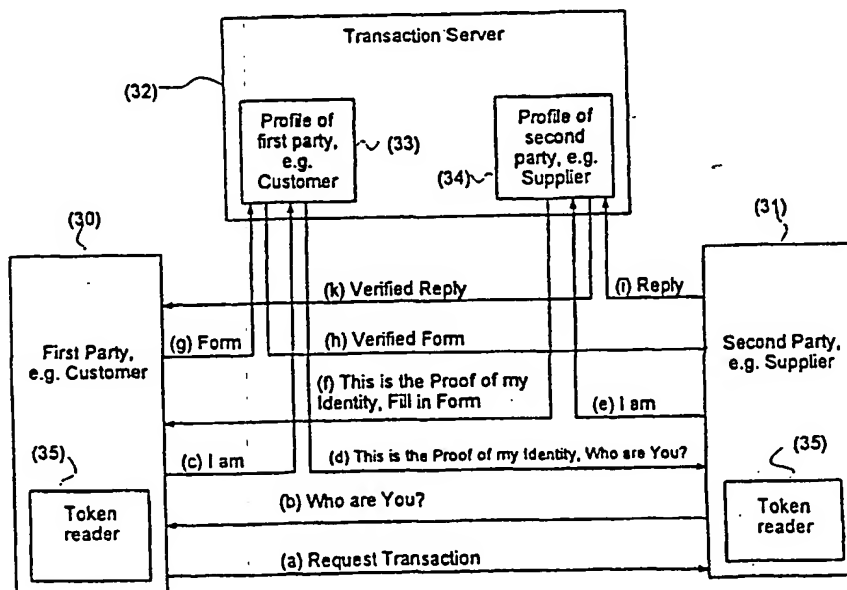 Transaction Server
(32)
Profile of
first party,
e.g.
Customer
(33)
Profile of
second
party, e.g.
Supplier
(34)
(30)
(31)
(k) Verified Reply
(i) Reply
(g) Form
(h) Verified Form
First Party,
e.g. Customer
Second Party,
e.g. Supplier
(f) This is the Proof of my
Identity, Fill in Form
(e) I am
(c) I am
(d) This is the Proof of my Identity, Who are You?
(35)
(35)
Token
reader
(b) Who are You?
Token
reader
(a) Request Transaction